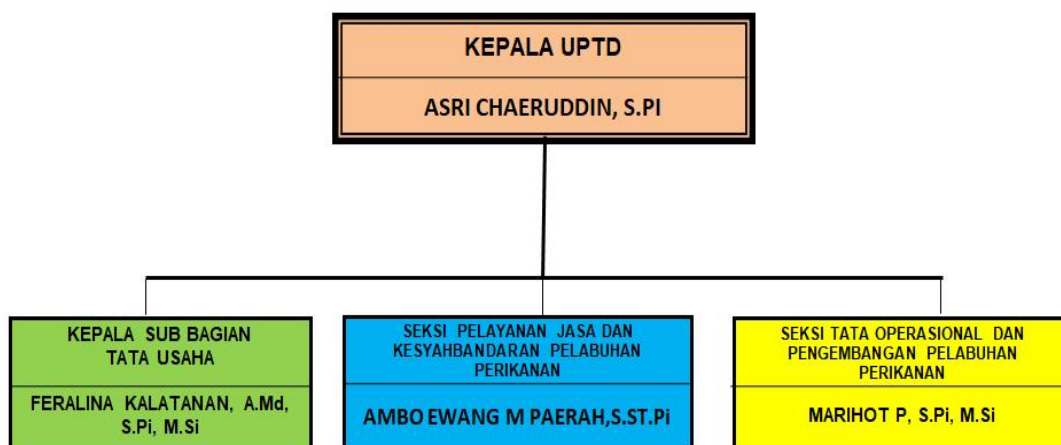 KEPALA UPTD
ASRI CHAERUDDIN, S.PI
KEPALA SUB BAGIAN
TATA USAHA
FERALINA KALATANAN, A.Md,
S.Pi, M.Si
SEKSI PELAYANAN JASA DAN
KESYAHBANDARAN PELABUHAN
PERIKANAN
AMBO EWANG M PAERAH,S.ST.Pi
SEKSI TATA OPERASIONAL DAN
PENGEMBANGAN PELABUHAN
PERIKANAN
MARIHOT P, S.Pi, M.Si